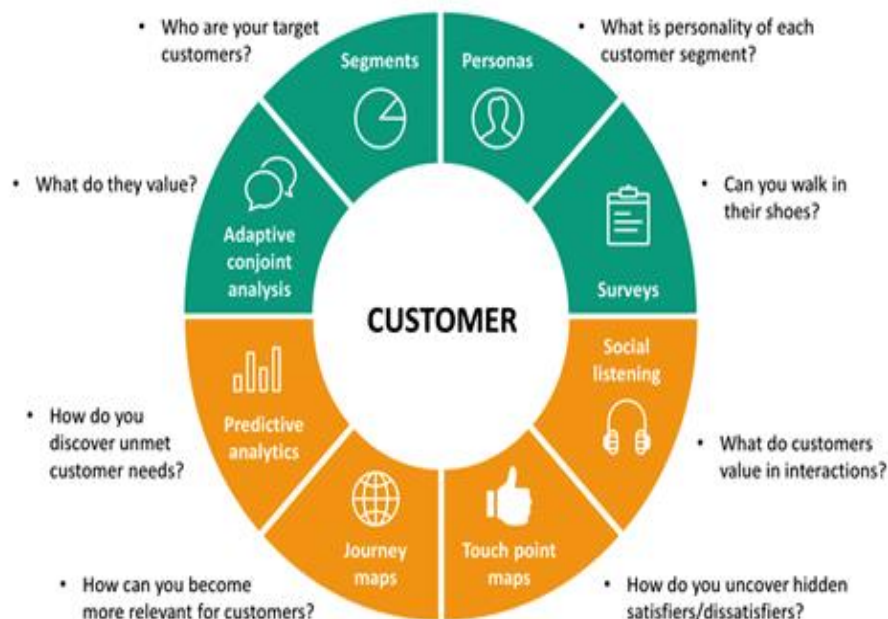 • Who are your target
customers?
• What is personality of each
customer segment?
Segments
Personas
• What do they value?
• Can you walk in
their shoes?
Adaptive
conjoint
analysis
Surveys
CUSTOMER
Social
listening
Predictive
analytics
• How do you
discover unmet
customer needs?
• What do customers
value in interactions?
Journey
maps
Touch point
maps
• How can you become
more relevant for customers?
• How do you uncover hidden
satisfiers/dissatisfiers?